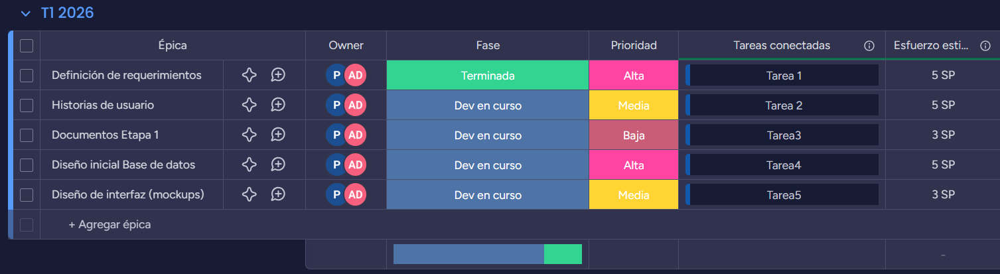 T1 2026
Épica Owner Fase Prioridad Tareas conectadas Esfuerzo esti...
Definición de requerimientos P AD Terminada Alta Tarea 1 5 SP
Historias de usuario P AD Dev en curso Media Tarea 2 5 SP
Documentos Etapa 1 P AD Dev en curso Baja Tarea3 3 SP
Diseño inicial Base de datos P AD Dev en curso Alta Tarea4 5 SP
Diseño de interfaz (mockups) P AD Dev en curso Media Tarea5 3 SP
+ Agregar épica
-